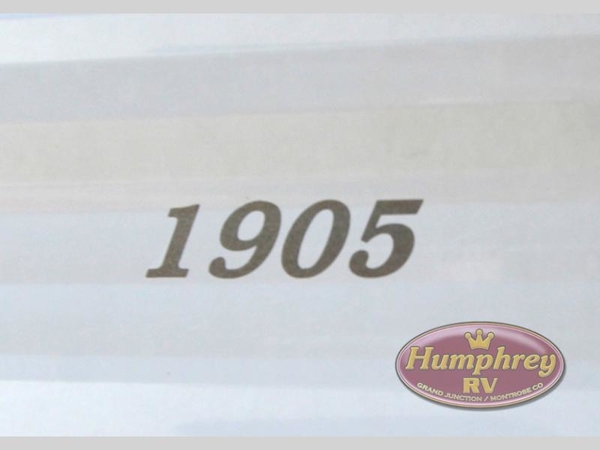 1905
Humphrey
RV
GRAND JUNCTION / MONTROSE CO